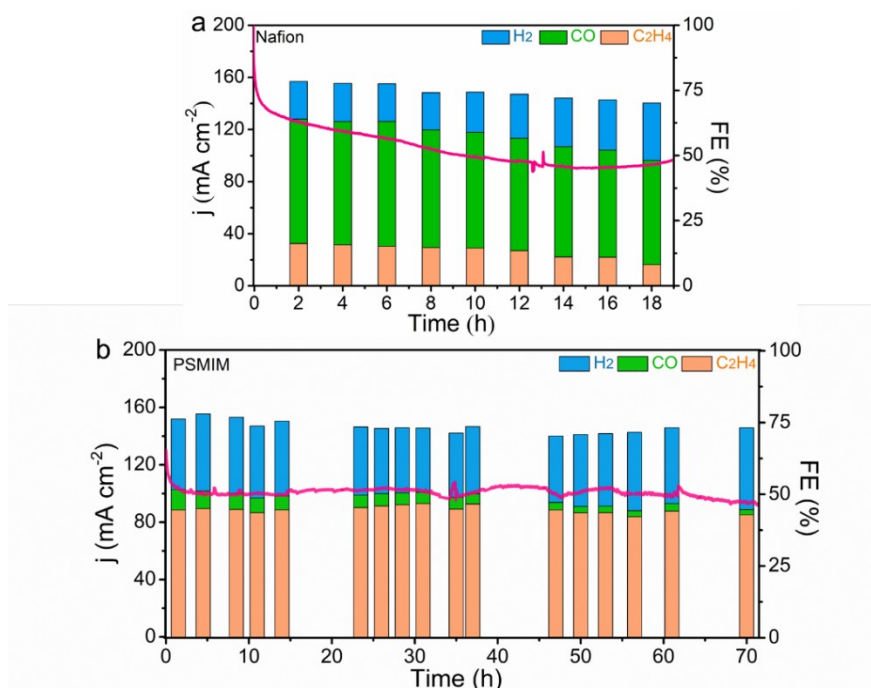 a
Nafion
H2 CO C2H4
200
160
120
80
40
0
j (mA cm-2)
100
75
50
25
0
FE (%)
0 2 4 6 8 10 12 14 16 18
Time (h)
b
PSMIM
H2 CO C2H4
200
160
120
80
40
0
j (mA cm-2)
100
75
50
25
0
FE (%)
0 10 20 30 40 50 60 70
Time (h)